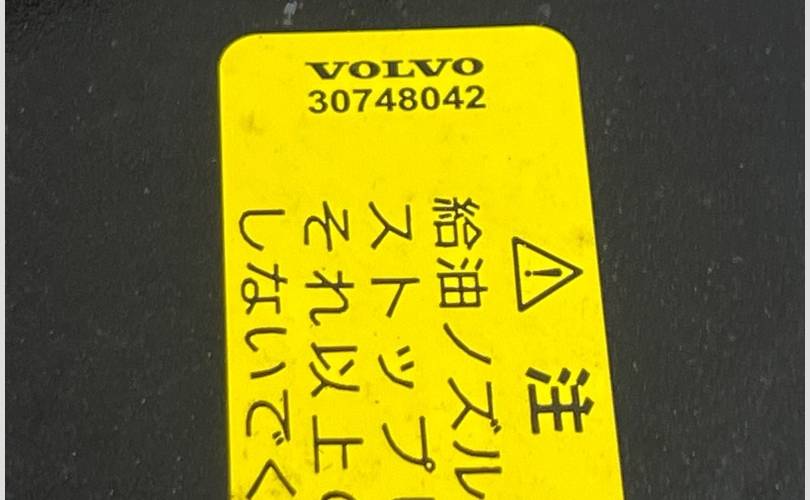 VOLVO
30748042
⚠ 注
給油ノズル
ストップ
それ以上
しないでく